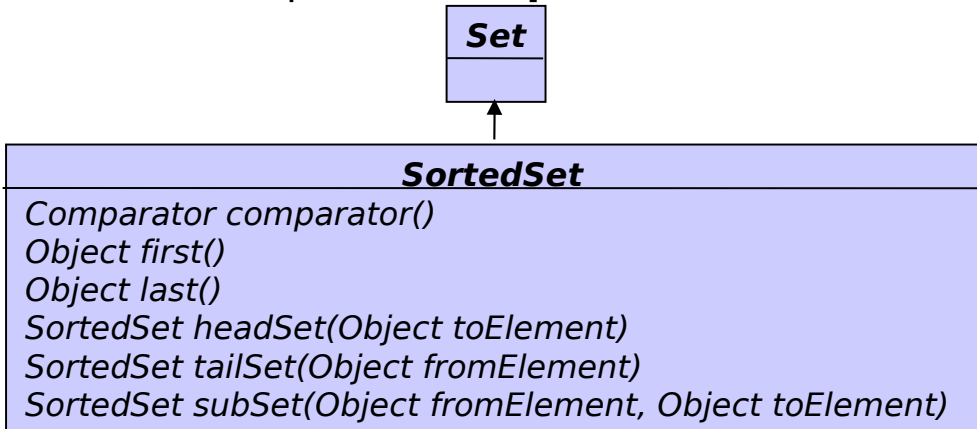 Set
SortedSet
Comparator comparator()
Object first()
Object last()
SortedSet headSet(Object toElement)
SortedSet tailSet(Object fromElement)
SortedSet subSet(Object fromElement, Object toElement)